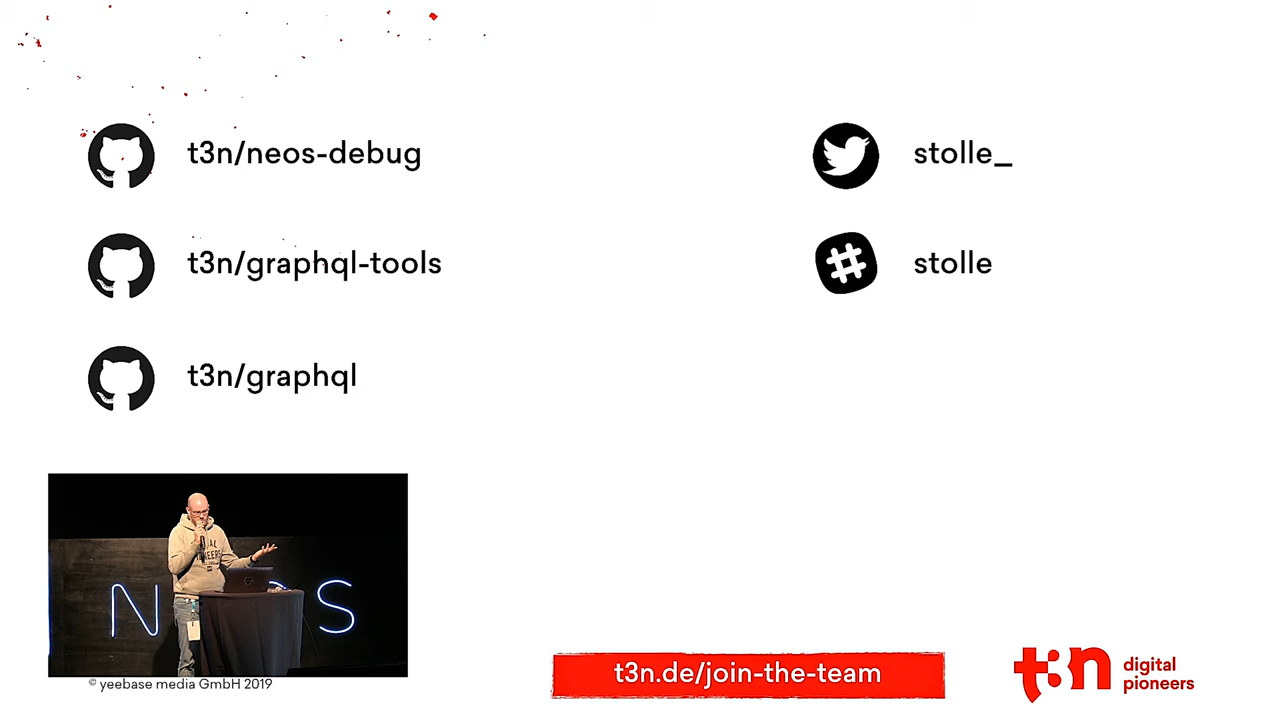 t3n/neos-debug
t3n/graphql-tools
t3n/graphql
stolle_
stolle
N
S
© yeebase media GmbH 2019
t3n.de/join-the-team
t3n digital
pioneers